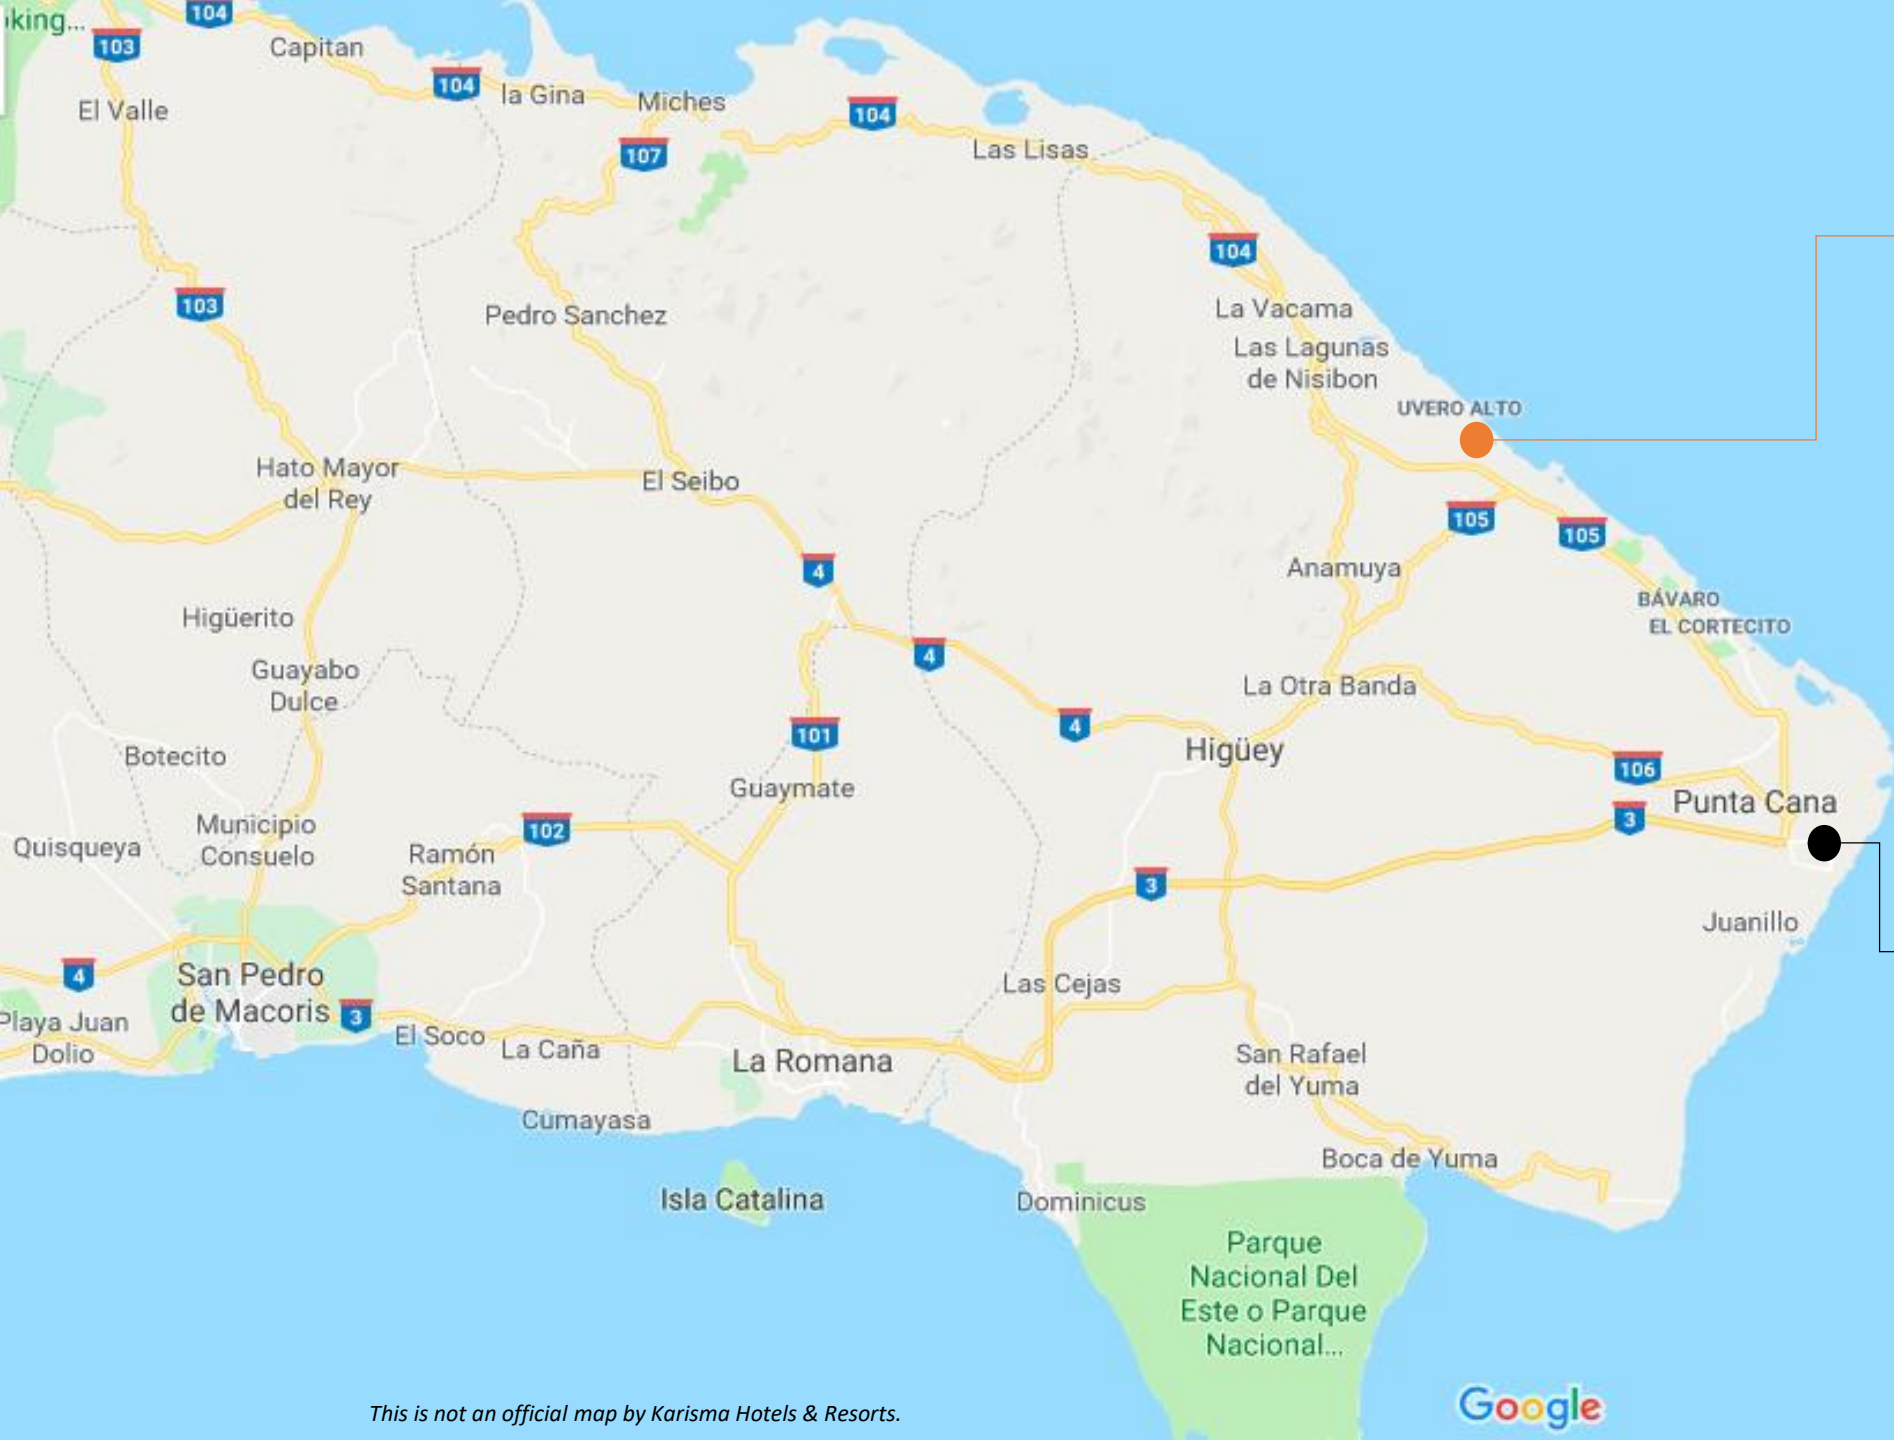 104
king...
103
Capitan
104
la Gina
Miches
El Valle
104
107
Las Lisas
104
103
La Vacama
Pedro Sanchez
Las Lagunas
de Nisibon
UVERO ALTO
Hato Mayor
del Rey
El Seibo
105
105
4
Anamuya
BÁVARO
Higüerito
EL CORTECITO
4
Guayabo
Dulce
La Otra Banda
4
101
Higüey
Botecito
106
Guaymate
Punta Cana
3
Municipio
Consuelo
102
Quisqueya
Ramón
Santana
3
Juanillo
4
San Pedro
de Macoris
Las Cejas
3
Playa Juan
Dolio
El Soco
La Caña
La Romana
San Rafael
del Yuma
Cumayasa
Boca de Yuma
Isla Catalina
Dominicus
Parque
Nacional Del
Este o Parque
Nacional...
This is not an official map by Karisma Hotels & Resorts.
Google